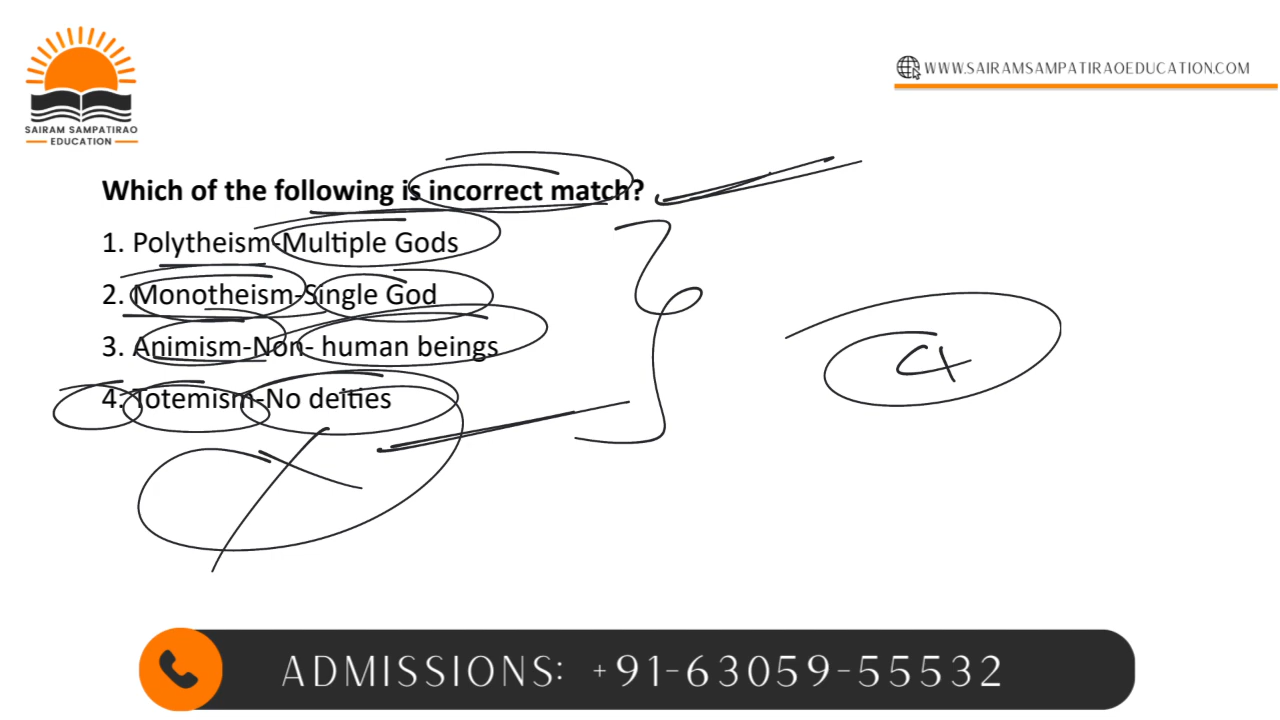 SAIRAM SAMPATIRAO
EDUCATION
WWW.SAIRAMSAMPATIRAOEDUCATION.COM
Which of the following is incorrect match?
1. Polytheism-Multiple Gods
2. Monotheism-Single God
3. Animism-Non- human beings
4. Totemism-No deities
4
ADMISSIONS: +91-63059-55532